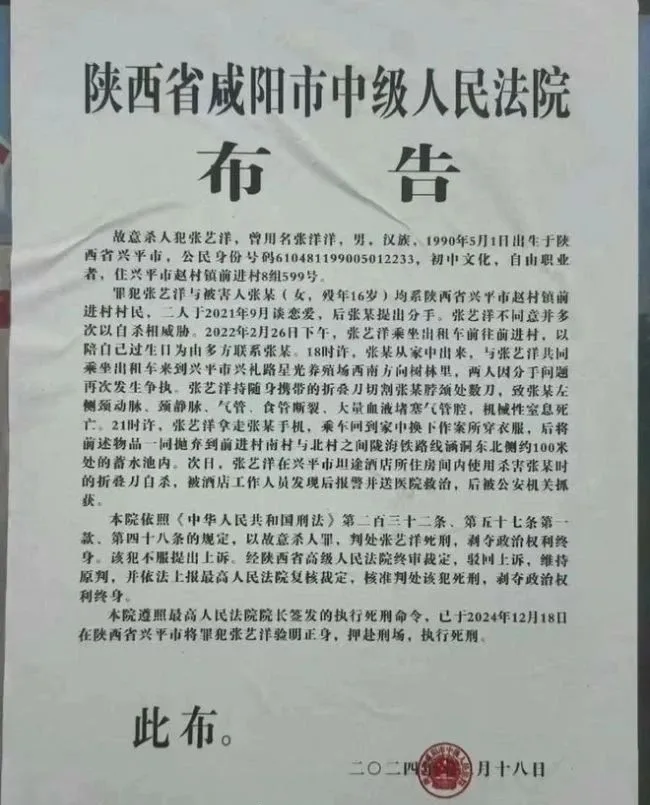 陕西省咸阳市中级人民法院
布 告
故意杀人犯张艺洋，曾用名张洋洋，男，汉族，1990年5月1日出生于陕
西省兴平市，公民身份号码610481199005012233，初中文化，自由职业
者，住兴平市赵村镇前进村8组599号。
罪犯张艺洋与被害人张某（女，殁年16岁）均系陕西省兴平市赵村镇前
进村村民，二人于2021年9月谈恋爱，后张某提出分手。张艺洋不同意并多
次以自杀相威胁。2022年2月26日下午，张艺洋乘坐出租车前往前进村，以
陪自己过生日为由多方联系张某。18时许，张某从家中出来，与张艺洋共同
乘坐出租车来到兴平市兴礼路星光养殖场西南方向树林里，两人因分手问题
再次发生争执。张艺洋持随身携带的折叠刀切割张某脖颈处数刀，致张某左
侧颈动脉、颈静脉、气管、食管断裂、大量血液堵塞气管腔，机械性窒息死
亡。21时许，张艺洋拿走张某手机，乘车回到家中换下作案所穿衣服，后将
前述物品一同抛弃到前进村南村与北村之间陇海铁路线涵洞东北侧约100米
处的蓄水池内。次日，张艺洋在兴平市坦途酒店所住房间内使用杀害张某时
的折叠刀自杀，被酒店工作人员发现后报警并送医院救治，后被公安机关抓
获。
本院依照《中华人民共和国刑法》第二百三十二条、第五十七条第一
款、第四十八条的规定，以故意杀人罪，判处张艺洋死刑，剥夺政治权利终
身。该犯不服提出上诉。经陕西省高级人民法院终审裁定，驳回上诉，维持
原判，并依法上报最高人民法院复核裁定，核准判处该犯死刑，剥夺政治权
利终身。
本院遵照最高人民法院院长签发的执行死刑命令，已于2024年12月18日
在陕西省兴平市将罪犯张艺洋验明正身，押赴刑场，执行死刑。
此布。
二〇二四 月十八日